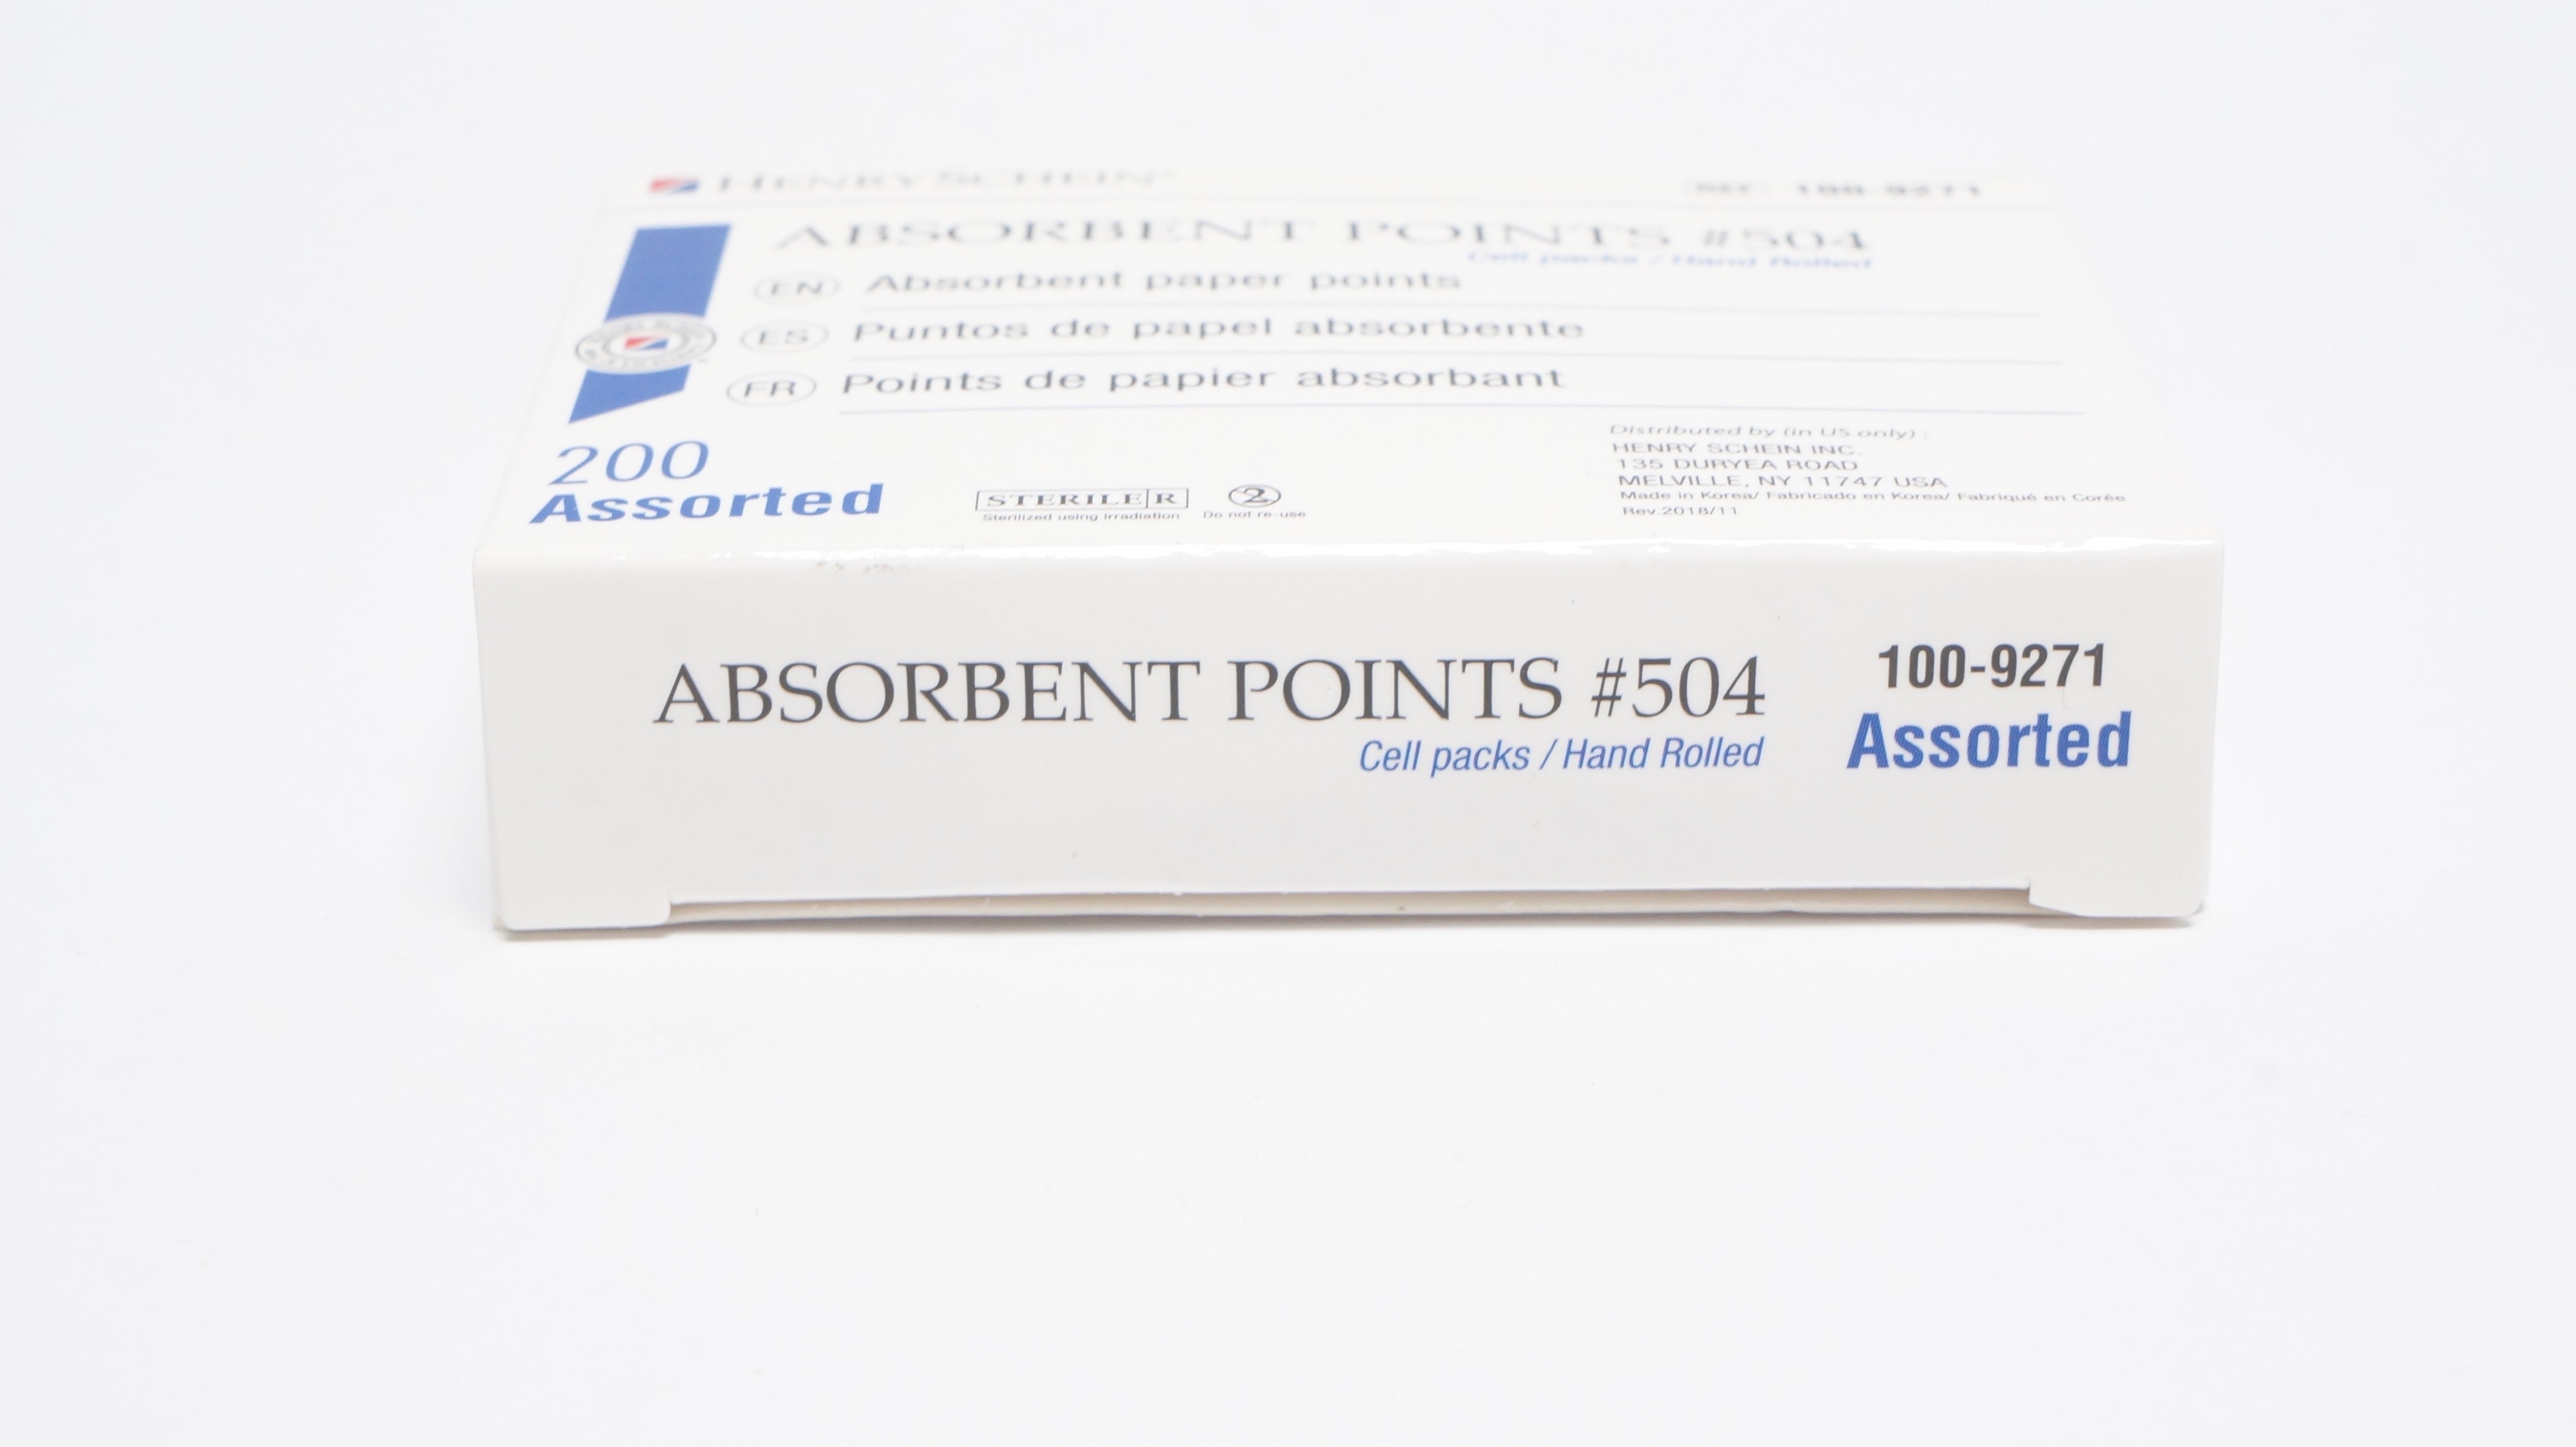 HENRY SCHEIN®
REF: 100-9271
ABSORBENT POINTS #504
Cell packs / Hand Rolled
EN Absorbent paper points
ES Puntos de papel absorbente
FR Points de papier absorbant
200
Assorted
STERILE R
Sterilized using irradiation
2
Do not re-use
Distributed by (in US only) :
HENRY SCHEIN INC.
135 DURYEA ROAD
MELVILLE, NY 11747 USA
Made in Korea/ Fabricado en Korea/ Fabriqué en Corée
Rev.2018/11
ABSORBENT POINTS #504
Cell packs / Hand Rolled
100-9271
Assorted